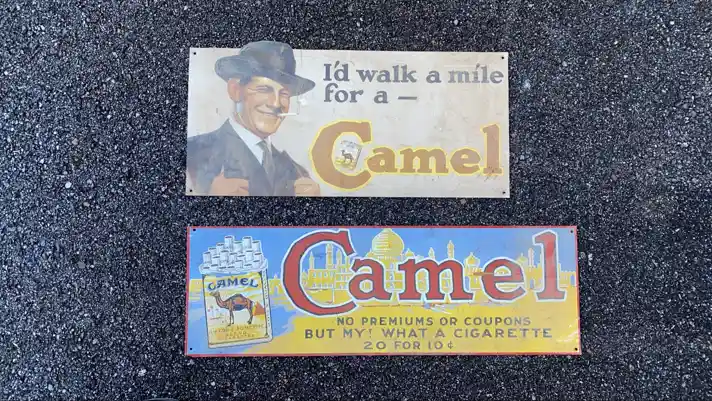 I'd walk a mile
for a —
Camel
CAMEL
Camel
NO PREMIUMS OR COUPONS
BUT MY! WHAT A CIGARETTE
20 FOR 10¢